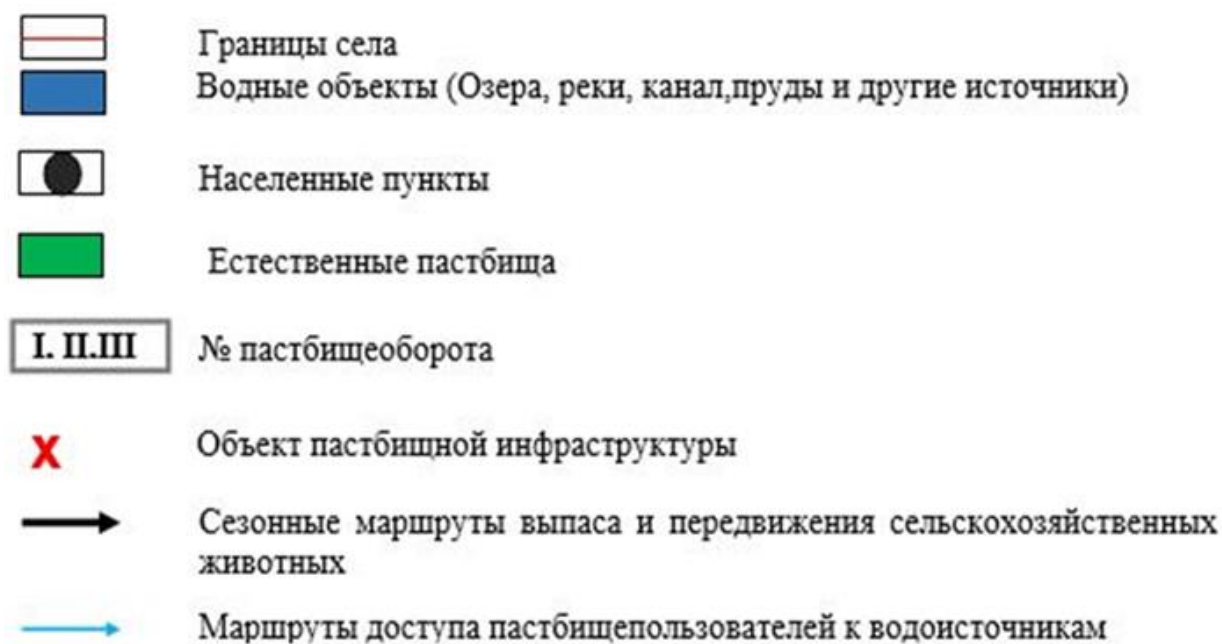 Границы села
Водные объекты (Озера, реки, канал,пруды и другие источники)
Населенные пункты
Естественные пастбища
I. II.III № пастбищеоборота
X Объект пастбищной инфраструктуры
Сезонные маршруты выпаса и передвижения сельскохозяйственных
животных
Маршруты доступа пастбищепользователей к водоисточникам